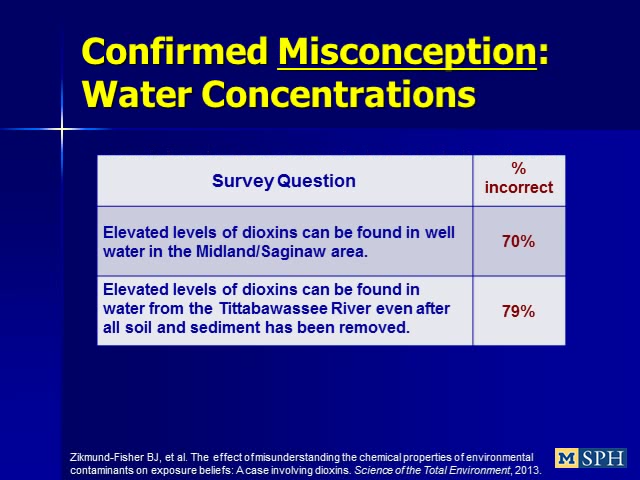 Confirmed Misconception:
Water Concentrations
Survey Question
%
incorrect
Elevated levels of dioxins can be found in well
water in the Midland/Saginaw area.
70%
Elevated levels of dioxins can be found in
water from the Tittabawassee River even after
all soil and sediment has been removed.
79%
Zikmund-Fisher BJ, et al. The effect of misunderstanding the chemical properties of environmental
contaminants on exposure beliefs: A case involving dioxins. Science of the Total Environment, 2013.
M SPH